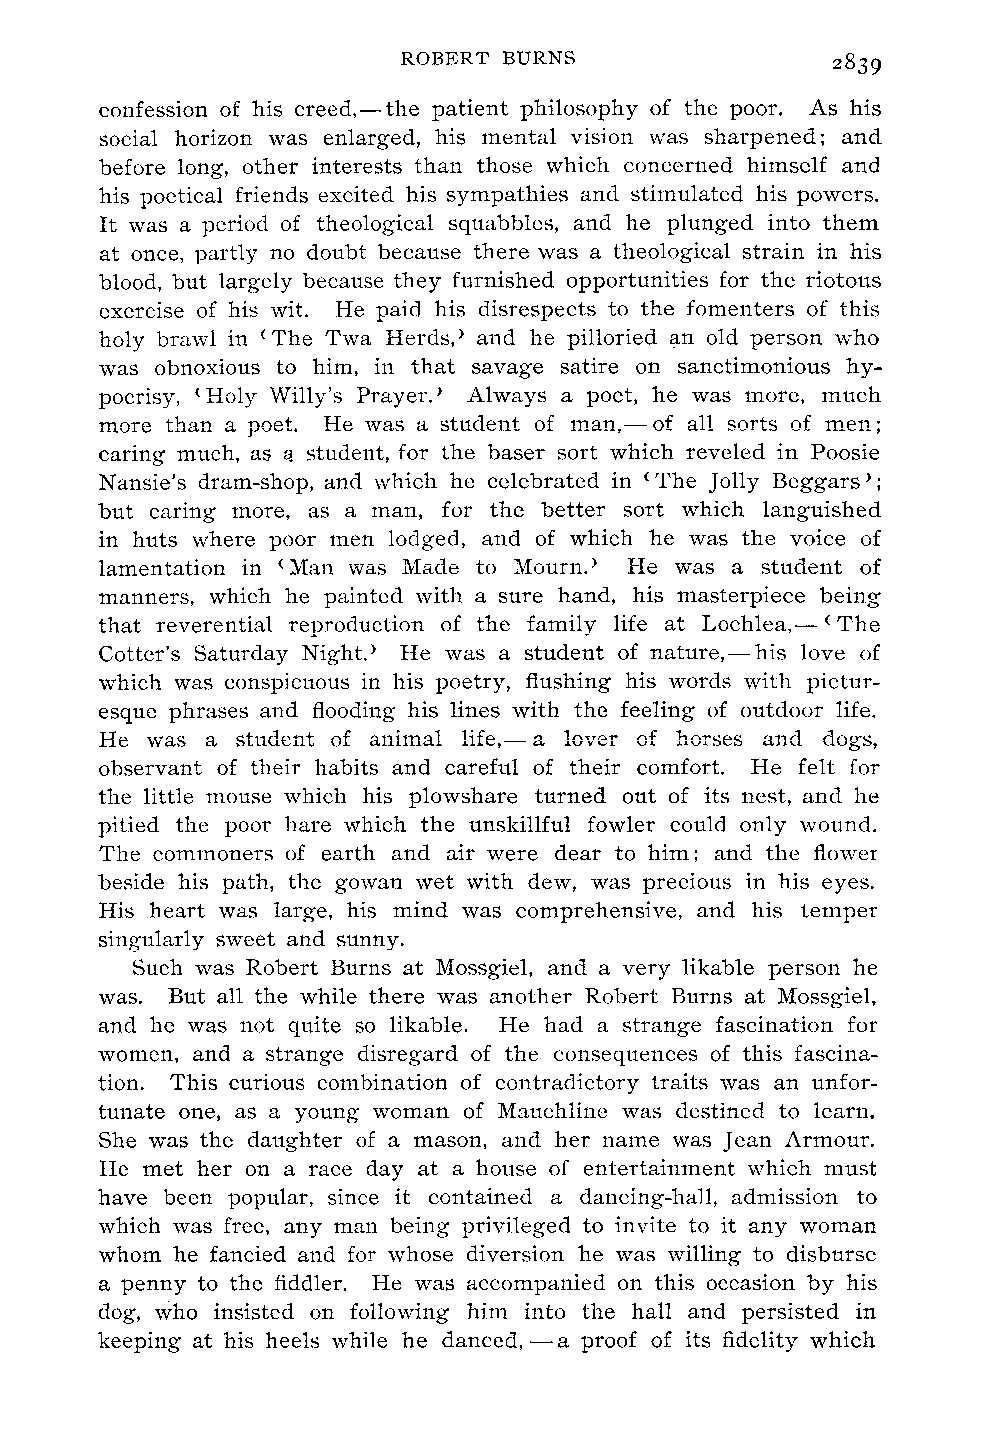 ROBERT BURNS 2839
confession of his creed,—the patient philosophy of the poor. As his
social horizon was enlarged, his mental vision was sharpened; and
before long, other interests than those which concerned himself and
his poetical friends excited his sympathies and stimulated his powers.
It was a period of theological squabbles, and he plunged into them
at once, partly no doubt because there was a theological strain in his
blood, but largely because they furnished opportunities for the riotous
exercise of his wit. He paid his disrespects to the fomenters of this
holy brawl in ‘The Twa Herds,’ and he pilloried an old person who
was obnoxious to him, in that savage satire on sanctimonious hy-
pocrisy, ‘Holy Willy's Prayer.’ Always a poet, he was more, much
more than a poet. He was a student of man,—of all sorts of men;
caring much, as a student, for the baser sort which reveled in Poosie
Nansie's dram-shop, and which he celebrated in ‘The Jolly Beggars’;
but caring more, as a man, for the better sort which languished
in huts where poor men lodged, and of which he was the voice of
lamentation in ‘Man was Made to Mourn.’ He was a student of
manners, which he painted with a sure hand, his masterpiece being
that reverential reproduction of the family life at Lochlea,—‘The
Cotter's Saturday Night.’ He was a student of nature,—his love of
which was conspicuous in his poetry, flushing his words with pictur-
esque phrases and flooding his lines with the feeling of outdoor life.
He was a student of animal life,—a lover of horses and dogs,
observant of their habits and careful of their comfort. He felt for
the little mouse which his plowshare turned out of its nest, and he
pitied the poor hare which the unskillful fowler could only wound.
The commoners of earth and air were dear to him; and the flower
beside his path, the gowan wet with dew, was precious in his eyes.
His heart was large, his mind was comprehensive, and his temper
singularly sweet and sunny.
Such was Robert Burns at Mossgiel, and a very likable person he
was. But all the while there was another Robert Burns at Mossgiel,
and he was not quite so likable. He had a strange fascination for
women, and a strange disregard of the consequences of this fascina-
tion. This curious combination of contradictory traits was an unfor-
tunate one, as a young woman of Mauchline was destined to learn.
She was the daughter of a mason, and her name was Jean Armour.
He met her on a race day at a house of entertainment which must
have been popular, since it contained a dancing-hall, admission to
which was free, any man being privileged to invite to it any woman
whom he fancied and for whose diversion he was willing to disburse
a penny to the fiddler. He was accompanied on this occasion by his
dog, who insisted on following him into the hall and persisted in
keeping at his heels while he danced,—a proof of its fidelity which